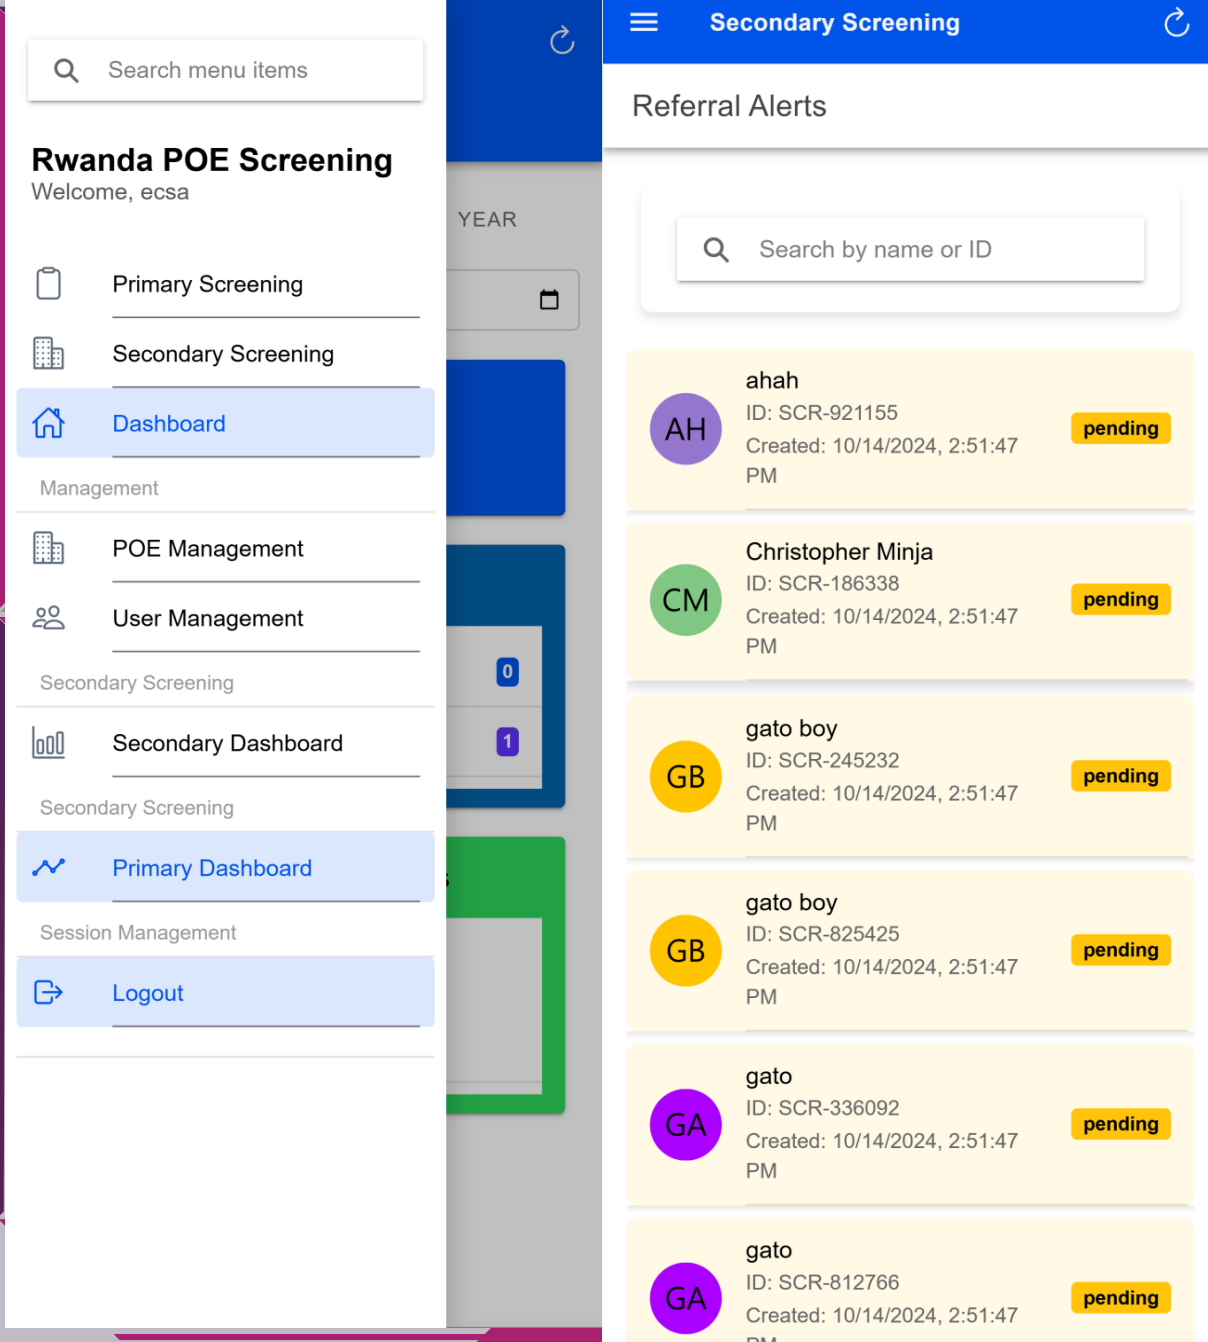 Search menu items
Rwanda POE Screening
Welcome, ecsa
Primary Screening
Secondary Screening
Dashboard
Management
POE Management
User Management
Secondary Screening
Secondary Dashboard
Secondary Screening
Primary Dashboard
Session Management
Logout
YEAR
0
1
Secondary Screening
Referral Alerts
Search by name or ID
AH
ahah
ID: SCR-921155
Created: 10/14/2024, 2:51:47
PM
pending
CM
Christopher Minja
ID: SCR-186338
Created: 10/14/2024, 2:51:47
PM
pending
GB
gato boy
ID: SCR-245232
Created: 10/14/2024, 2:51:47
PM
pending
GB
gato boy
ID: SCR-825425
Created: 10/14/2024, 2:51:47
PM
pending
GA
gato
ID: SCR-336092
Created: 10/14/2024, 2:51:47
PM
pending
GA
gato
ID: SCR-812766
Created: 10/14/2024, 2:51:47
PM
pending